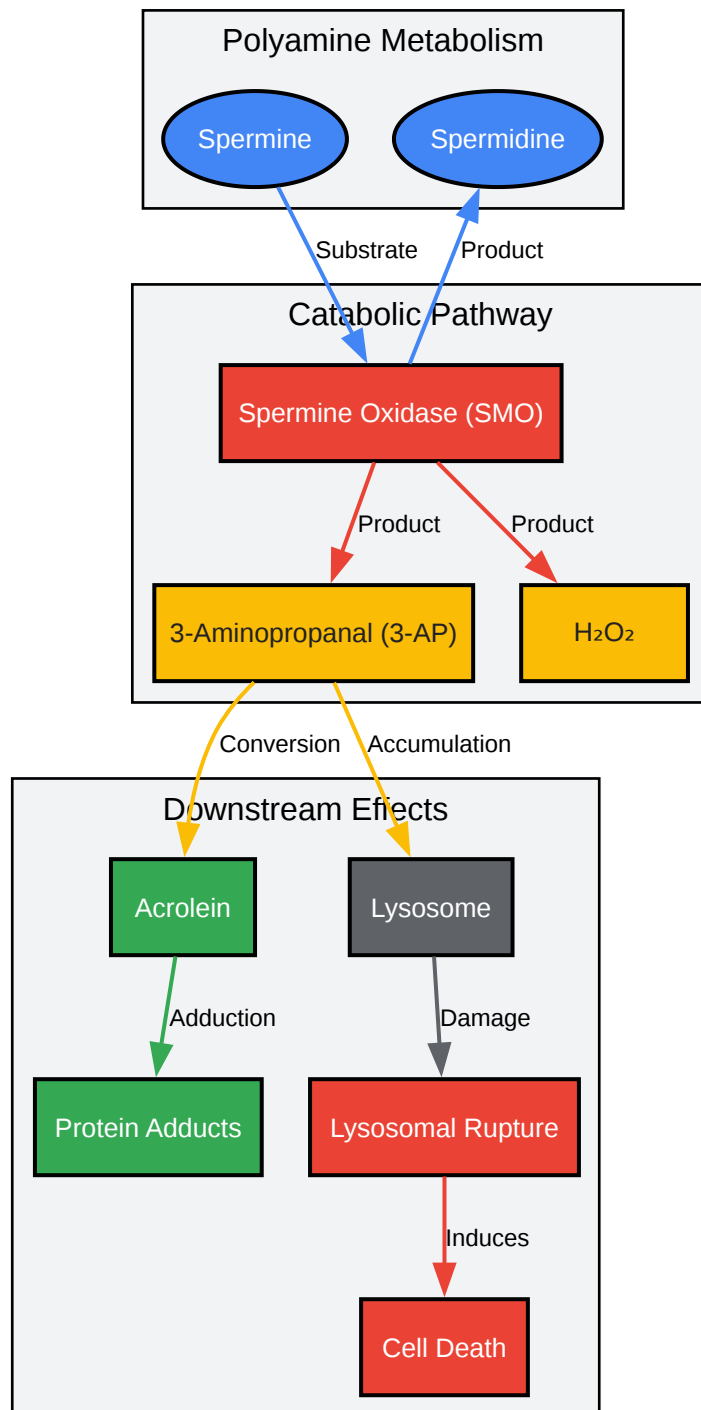 Polyamine Metabolism
Spermine
Spermidine
Substrate
Product
Catabolic Pathway
Spermine Oxidase (SMO)
Product
Product
3-Aminopropanal (3-AP)
H₂O₂
Conversion
Accumulation
Downstream Effects
Acrolein
Lysosome
Adduction
Damage
Protein Adducts
Lysosomal Rupture
Induces
Cell Death